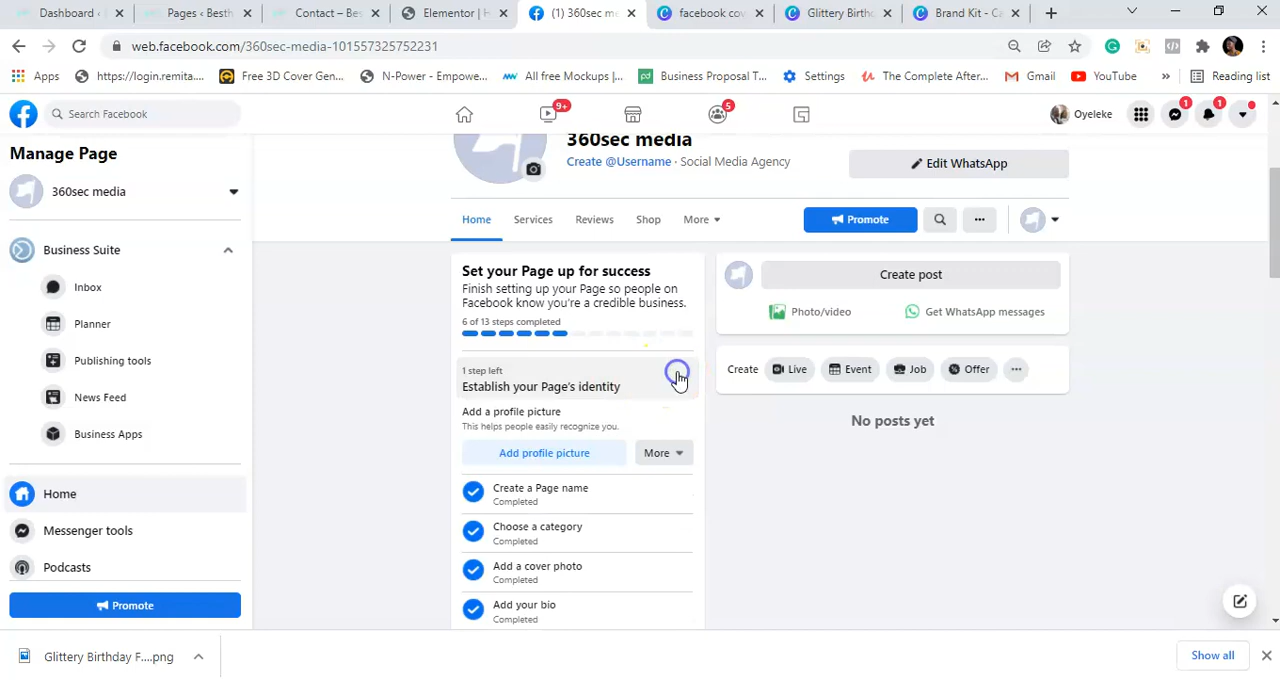 Dashboard ‹
Pages ‹ Besth
Contact – Bes
Elementor | H
(1) 360sec me
facebook cov
Glittery Birth
Brand Kit - Ca
web.facebook.com/360sec-media-101557325752231
Apps
https://login.remita....
Free 3D Cover Gen...
N-Power - Empowe...
All free Mockups |...
Business Proposal T...
Settings
The Complete After...
Gmail
YouTube
»
Reading list
Search Facebook
9+
5
Oyeleke
1
1
Manage Page
360sec media
Business Suite
Inbox
Planner
Publishing tools
News Feed
Business Apps
Home
Messenger tools
Podcasts
Promote
360sec media
Create @Username · Social Media Agency
Edit WhatsApp
Home
Services
Reviews
Shop
More
Promote
Set your Page up for success
Finish setting up your Page so people on
Facebook know you're a credible business.
6 of 13 steps completed
1 step left
Establish your Page's identity
Add a profile picture
This helps people easily recognize you.
Add profile picture
More
Create a Page name
Completed
Choose a category
Completed
Add a cover photo
Completed
Add your bio
Completed
Create post
Photo/video
Get WhatsApp messages
Create
Live
Event
Job
Offer
No posts yet
Glittery Birthday F....png
Show all